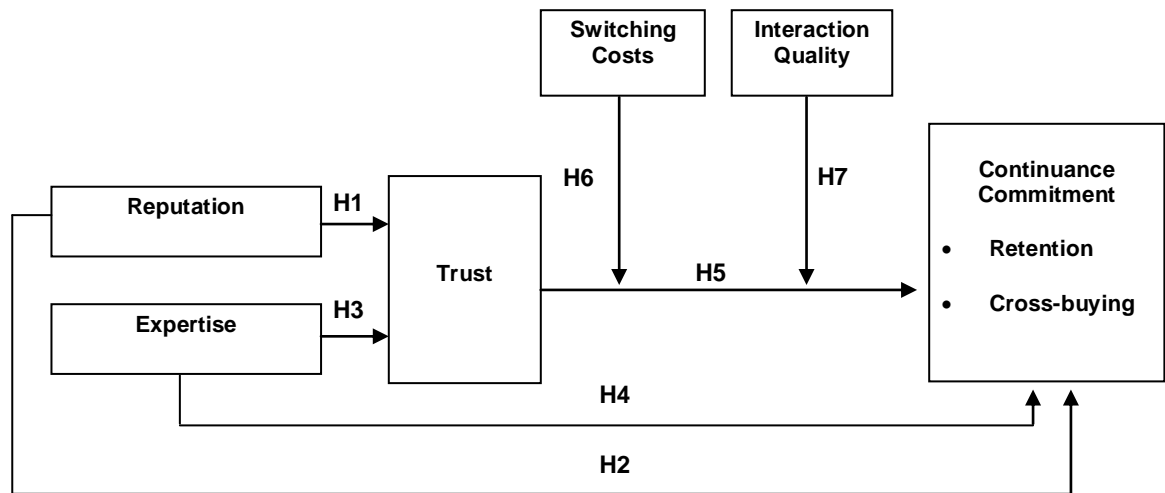 Switching
Costs
Interaction
Quality
H6
H7
Continuance
Commitment
• Retention
• Cross-buying
Reputation
H1
Trust
H5
Expertise
H3
H4
H2